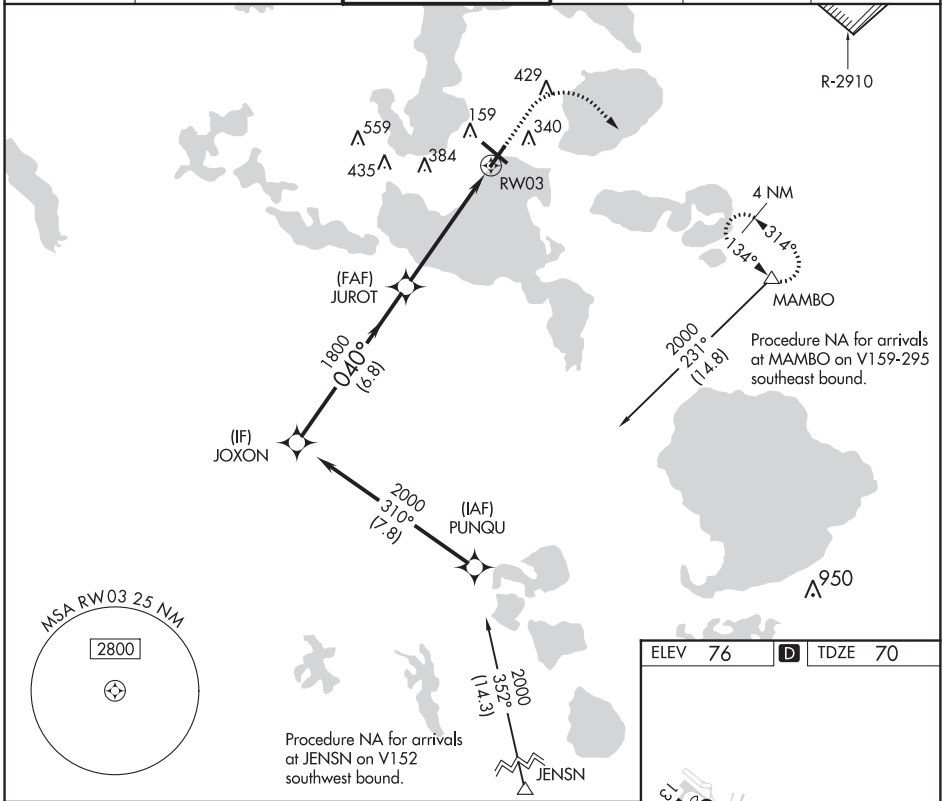 R-2910
429
159
559
340
384
435
RW03
4 NM
314°
134°
(FAF)
JUROT
MAMBO
1800
040°
(6.8)
2000
231°
(14.8)
Procedure NA for arrivals
at MAMBO on V159-295
southeast bound.
(IF)
JOXON
2000
310°
(7.8)
(IAF)
PUNQU
950
MSA RW03 25 NM
2800
ELEV 76 D TDZE 70
2000
352°
(14.3)
Procedure NA for arrivals
at JENSN on V152
southwest bound.
JENSN
13